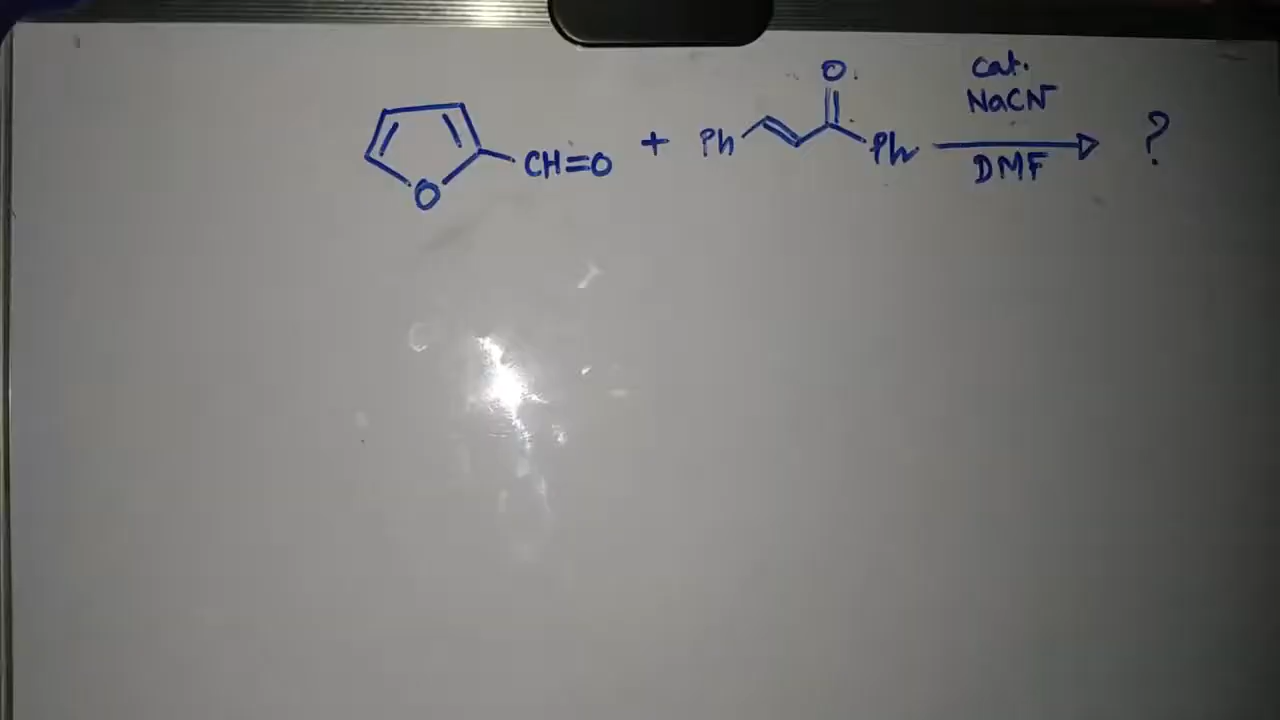 O
cat.
NaCN
Ph
Ph
CH=O + ?
DMF
O